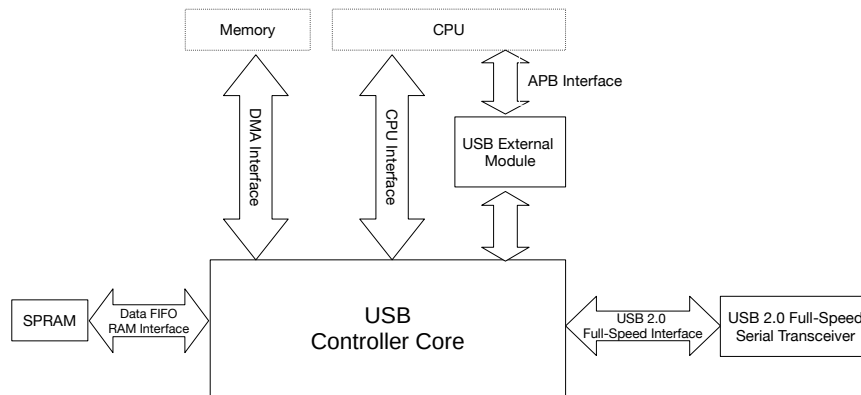 Memory
CPU
DMA Interface
CPU Interface
APB Interface
USB External
Module
SPRAM
Data FIFO
RAM Interface
USB
Controller Core
USB 2.0
Full-Speed Interface
USB 2.0 Full-Speed
Serial Transceiver